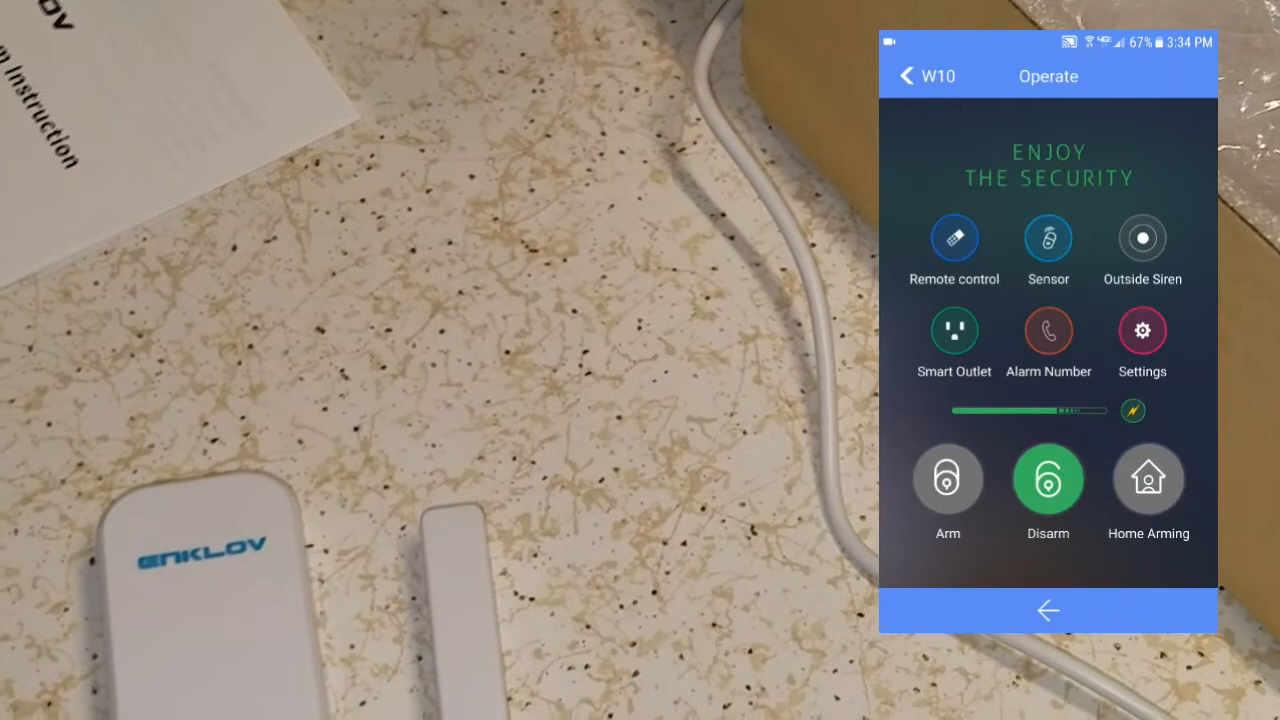 m Instruction
ENKLOV
67% 3:34 PM
W10
Operate
ENJOY
THE SECURITY
Remote control
Sensor
Outside Siren
Smart Outlet
Alarm Number
Settings
Arm
Disarm
Home Arming